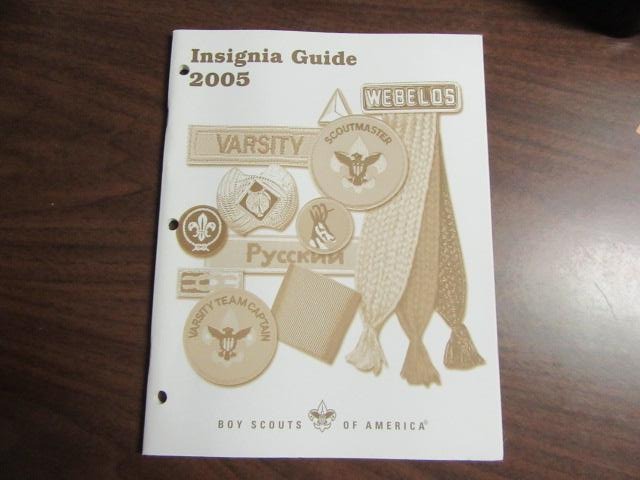 Insignia Guide
2005
WEBELOS
VARSITY
SCOUTMASTER
Русский
VARSITY TEAM CAPTAIN
BOY SCOUTS OF AMERICA®